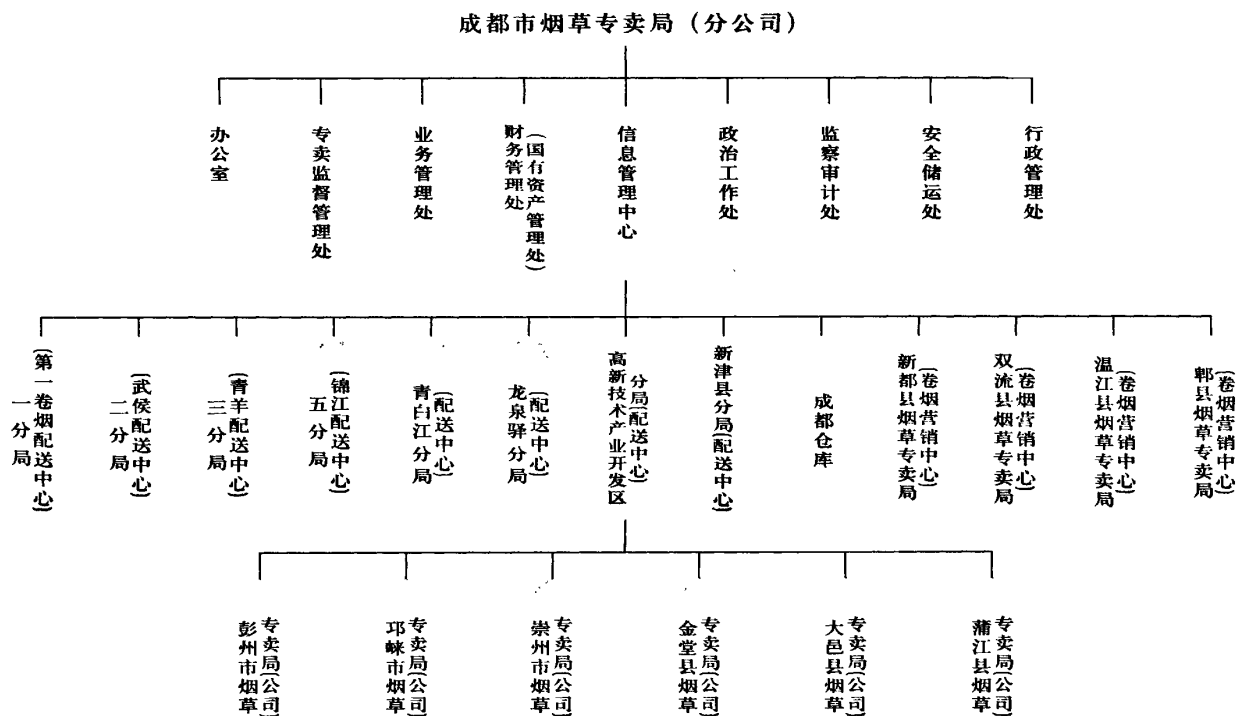 成都市烟草专卖局(分公司)
办公室
专卖监督管理处
业务管理处
财务管理处
(国有资产管理处)
信息管理中心
政治工作处
监察审计处
安全储运处
行政管理处
一分局
(第一卷烟配送中心)
二分局
(武侯配送中心)
三分局
(青羊配送中心)
五分局
(锦江配送中心)
青白江分局
(配送中心)
龙泉驿分局
(配送中心)
高新技术产业开发区
分局(配送中心)
新津县分局(配送中心)
成都仓库
新都县烟草专卖局
(卷烟营销中心)
双流县烟草专卖局
(卷烟营销中心)
温江县烟草专卖局
(卷烟营销中心)
郫县烟草专卖局
(卷烟营销中心)
彭州市烟草
专卖局(公司)
邛崃市烟草
专卖局(公司)
崇州市烟草
专卖局(公司)
金堂县烟草
专卖局(公司)
大邑县烟草
专卖局(公司)
蒲江县烟草
专卖局(公司)